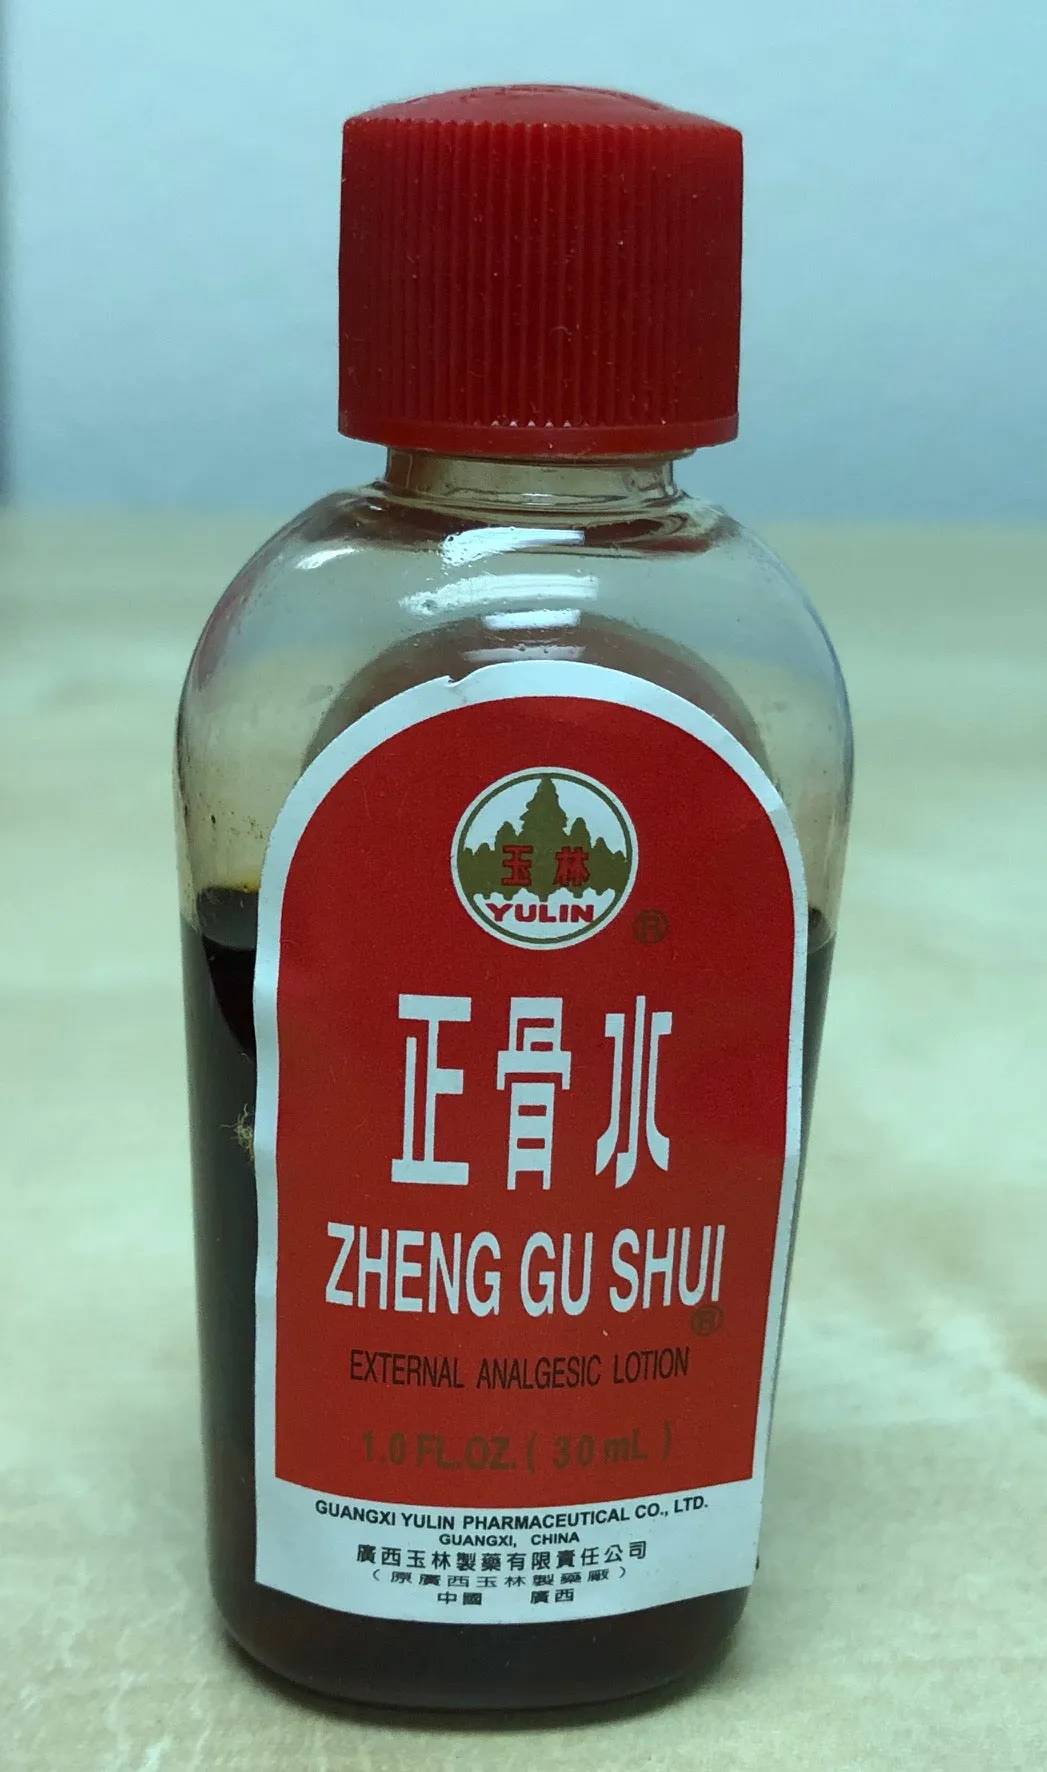 玉林
YULIN
®
正骨水
ZHENG GU SHUI
®
EXTERNAL ANALGESIC LOTION
1.0 FL.OZ. ( 30 mL )
GUANGXI YULIN PHARMACEUTICAL CO., LTD.
GUANGXI, CHINA
廣西玉林製藥有限責任公司
(原廣西玉林製藥廠)
中國 廣西